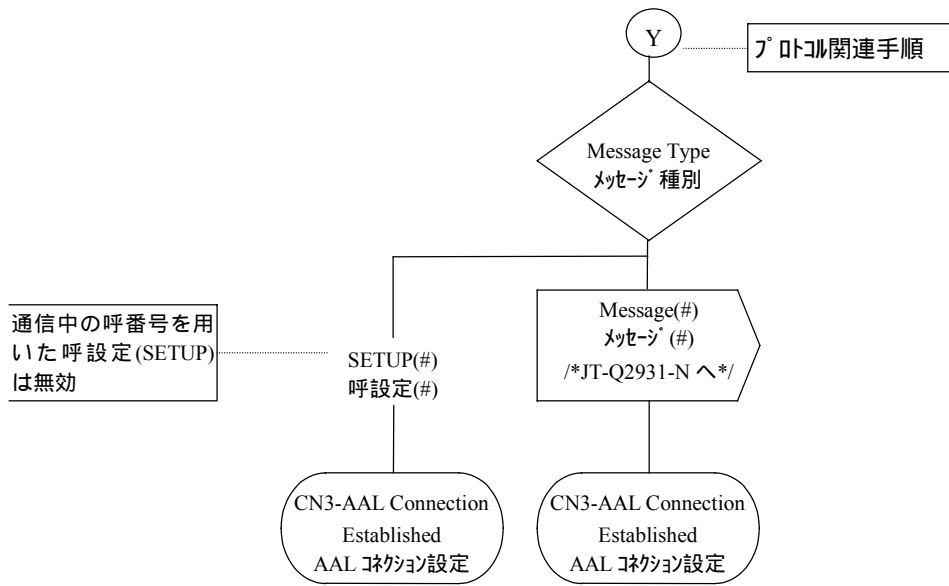 Y
プロトコル関連手順
Message Type
メッセージ種別
通信中の呼番号を用
いた呼設定(SETUP)
は無効
SETUP(#)
呼設定(#)
Message(#)
メッセージ(#)
/*JT-Q2931-N へ*/
CN3-AAL Connection
Established
AAL コネクション設定
CN3-AAL Connection
Established
AAL コネクション設定